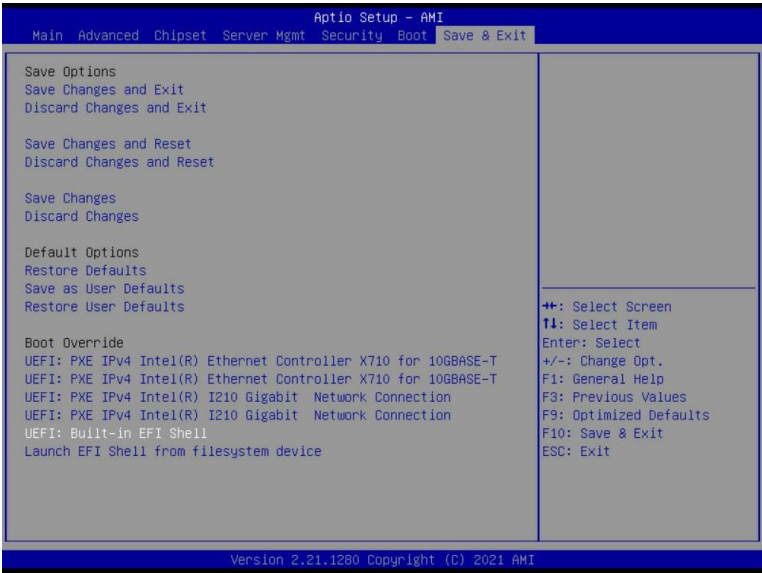 Aptio Setup – AMI
Main Advanced Chipset Server Mgmt Security Boot Save & Exit
Save Options
Save Changes and Exit
Discard Changes and Exit
Save Changes and Reset
Discard Changes and Reset
Save Changes
Discard Changes
Default Options
Restore Defaults
Save as User Defaults
Restore User Defaults
Boot Override
UEFI: PXE IPv4 Intel(R) Ethernet Controller X710 for 10GBASE-T
UEFI: PXE IPv4 Intel(R) Ethernet Controller X710 for 10GBASE-T
UEFI: PXE IPv4 Intel(R) I210 Gigabit  Network Connection
UEFI: PXE IPv4 Intel(R) I210 Gigabit  Network Connection
UEFI: Built-in EFI Shell
Launch EFI Shell from filesystem device
→←: Select Screen
↑↓: Select Item
Enter: Select
+/-: Change Opt.
F1: General Help
F3: Previous Values
F9: Optimized Defaults
F10: Save & Exit
ESC: Exit
Version 2.21.1280 Copyright (C) 2021 AMI